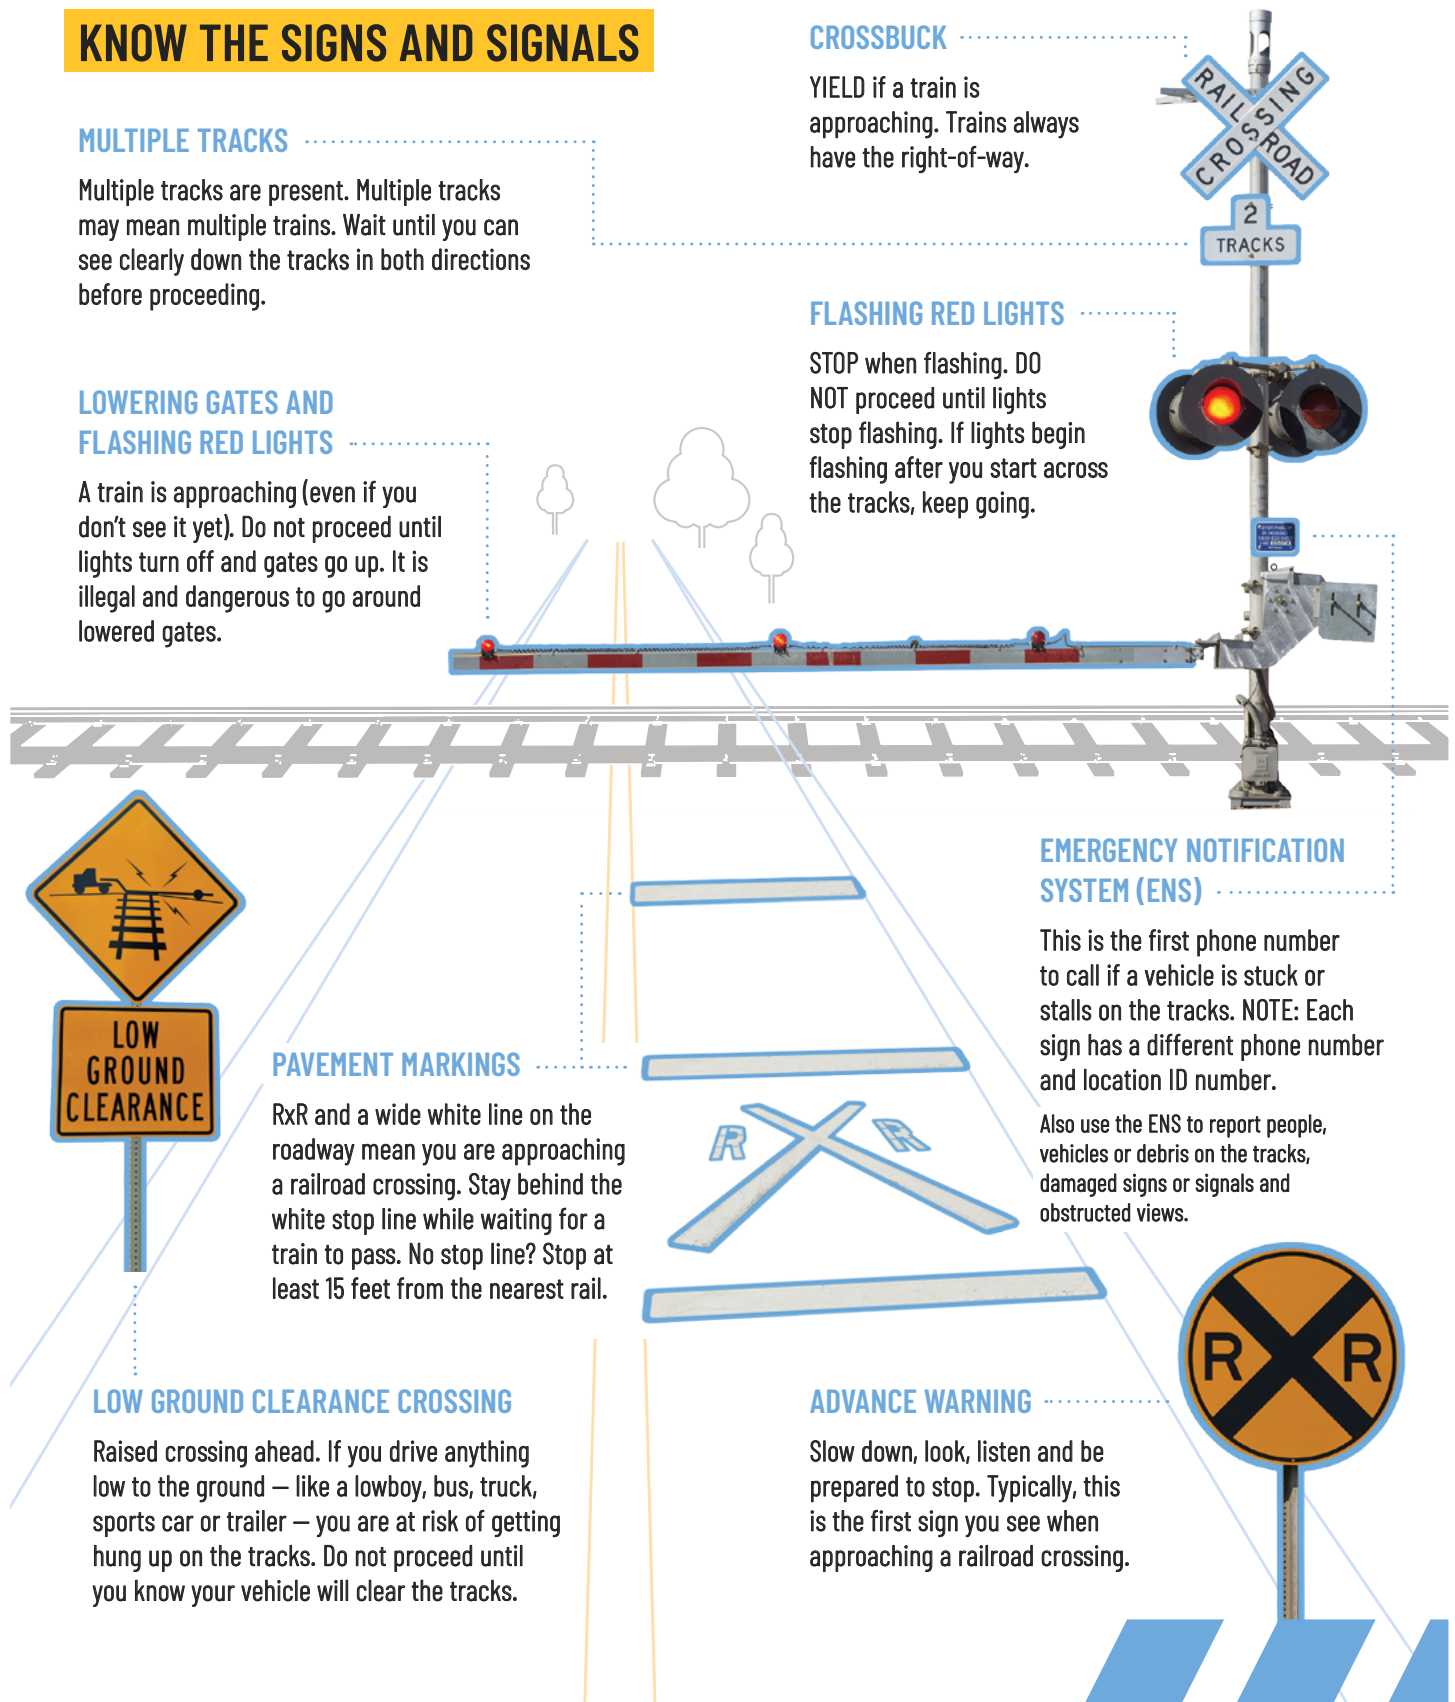 KNOW THE SIGNS AND SIGNALS
MULTIPLE TRACKS
Multiple tracks are present. Multiple tracks
may mean multiple trains. Wait until you can
see clearly down the tracks in both directions
before proceeding.
LOWERING GATES AND
FLASHING RED LIGHTS
A train is approaching (even if you
don't see it yet). Do not proceed until
lights turn off and gates go up. It is
illegal and dangerous to go around
lowered gates.
CROSSBUCK
YIELD if a train is
approaching. Trains always
have the right-of-way.
RAIL ROAD
CROSSING
2
TRACKS
FLASHING RED LIGHTS
STOP when flashing. DO
NOT proceed until lights
stop flashing. If lights begin
flashing after you start across
the tracks, keep going.
EMERGENCY NOTIFICATION
SYSTEM (ENS)
This is the first phone number
to call if a vehicle is stuck or
stalls on the tracks. NOTE: Each
sign has a different phone number
and location ID number.
Also use the ENS to report people,
vehicles or debris on the tracks,
damaged signs or signals and
obstructed views.
LOW
GROUND
CLEARANCE
PAVEMENT MARKINGS
RxR and a wide white line on the
roadway mean you are approaching
a railroad crossing. Stay behind the
white stop line while waiting for a
train to pass. No stop line? Stop at
least 15 feet from the nearest rail.
R R
LOW GROUND CLEARANCE CROSSING
Raised crossing ahead. If you drive anything
low to the ground — like a lowboy, bus, truck,
sports car or trailer — you are at risk of getting
hung up on the tracks. Do not proceed until
you know your vehicle will clear the tracks.
ADVANCE WARNING
Slow down, look, listen and be
prepared to stop. Typically, this
is the first sign you see when
approaching a railroad crossing.
R R